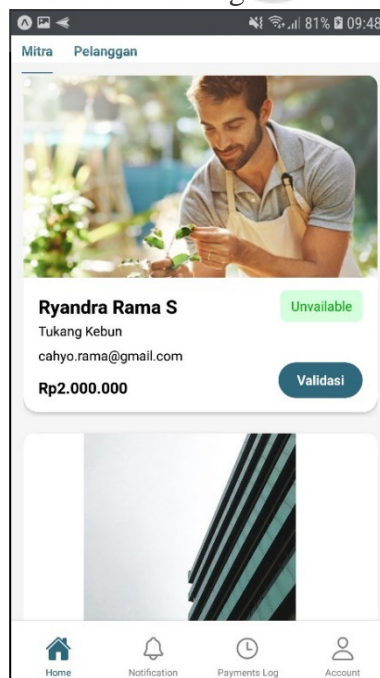 81% 09:48
Mitra Pelanggan
Ryandra Rama S
Unvailable
Tukang Kebun
cahyo.rama@gmail.com
Rp2.000.000
Validasi
Home Notification Payments Log Account